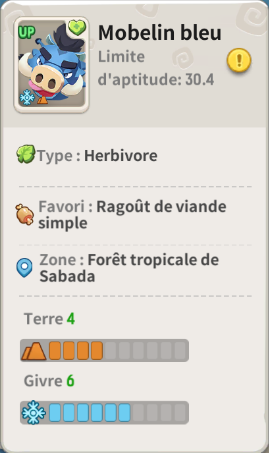 UP
Mobelin bleu
Limite
d'aptitude: 30.4
Type : Herbivore
Favori : Ragoût de viande
simple
Zone : Forêt tropicale de
Sabada
Terre 4
Givre 6